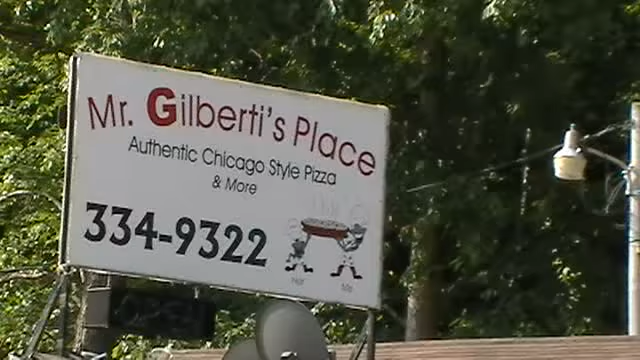 Mr. Gilberti's Place
Authentic Chicago Style Pizza
& More
334-9322